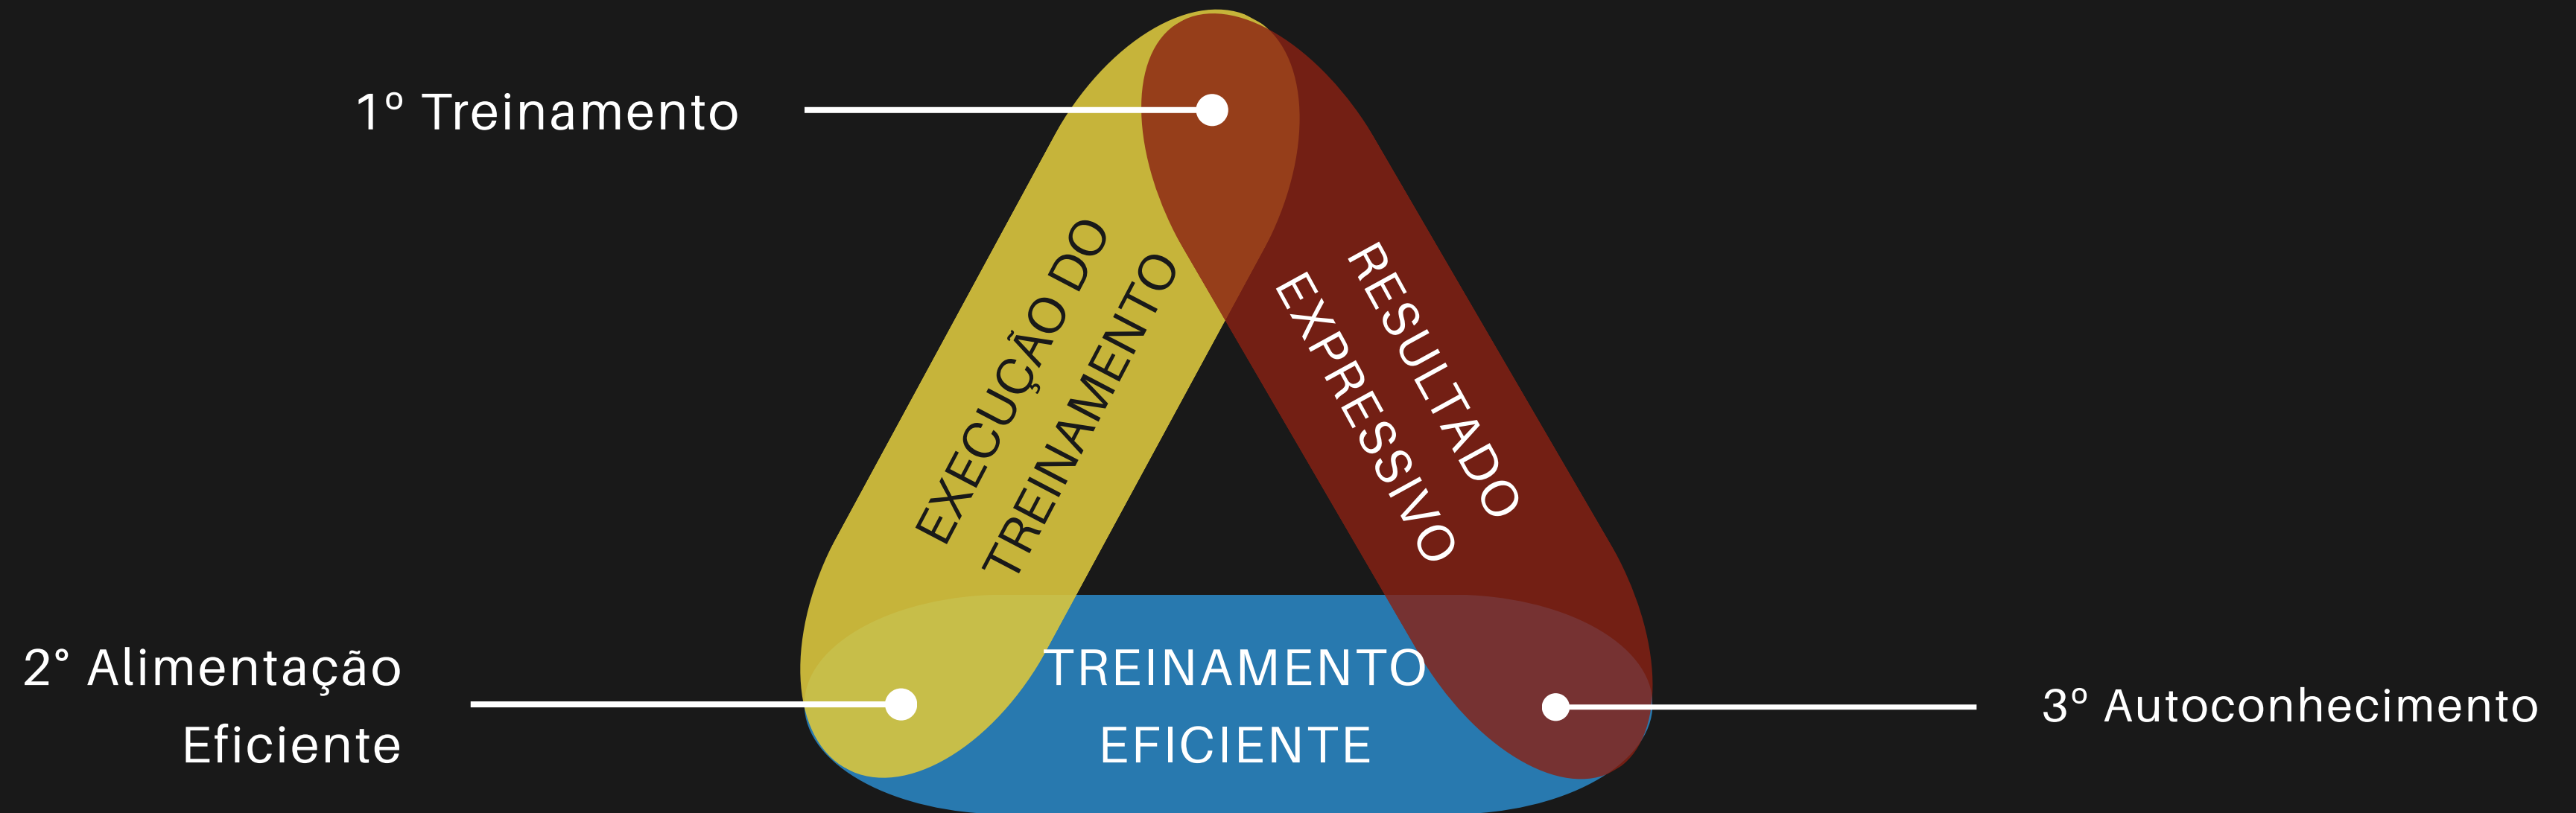 1º Treinamento
EXECUÇÃO DO
TREINAMENTO
RESULTADO
EXPRESSIVO
2° Alimentação
Eficiente
TREINAMENTO
EFICIENTE
3º Autoconhecimento